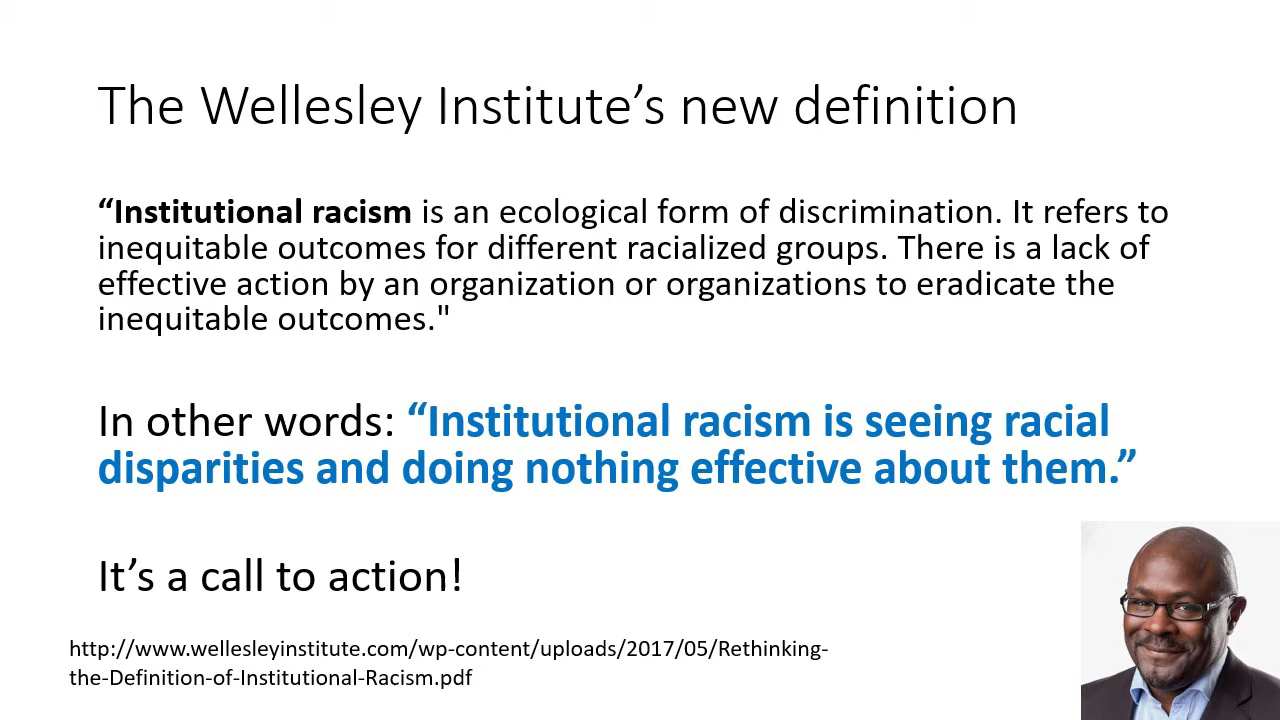 The Wellesley Institute’s new definition
“Institutional racism is an ecological form of discrimination. It refers to
inequitable outcomes for different racialized groups. There is a lack of
effective action by an organization or organizations to eradicate the
inequitable outcomes."
In other words: “Institutional racism is seeing racial
disparities and doing nothing effective about them.”
It’s a call to action!
http://www.wellesleyinstitute.com/wp-content/uploads/2017/05/Rethinking-
the-Definition-of-Institutional-Racism.pdf